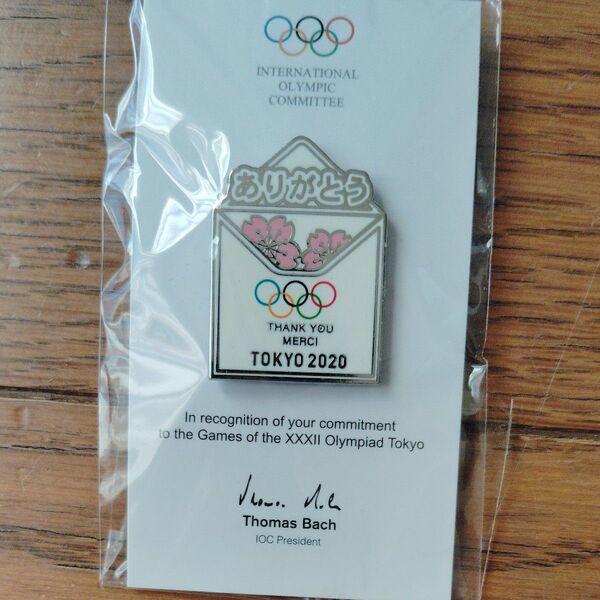 INTERNATIONAL
OLYMPIC
COMMITTEE
ありがとう
THANK YOU
MERCI
TOKYO 2020
In recognition of your commitment
to the Games of the XXXII Olympiad Tokyo
Thomas Bach
IOC President